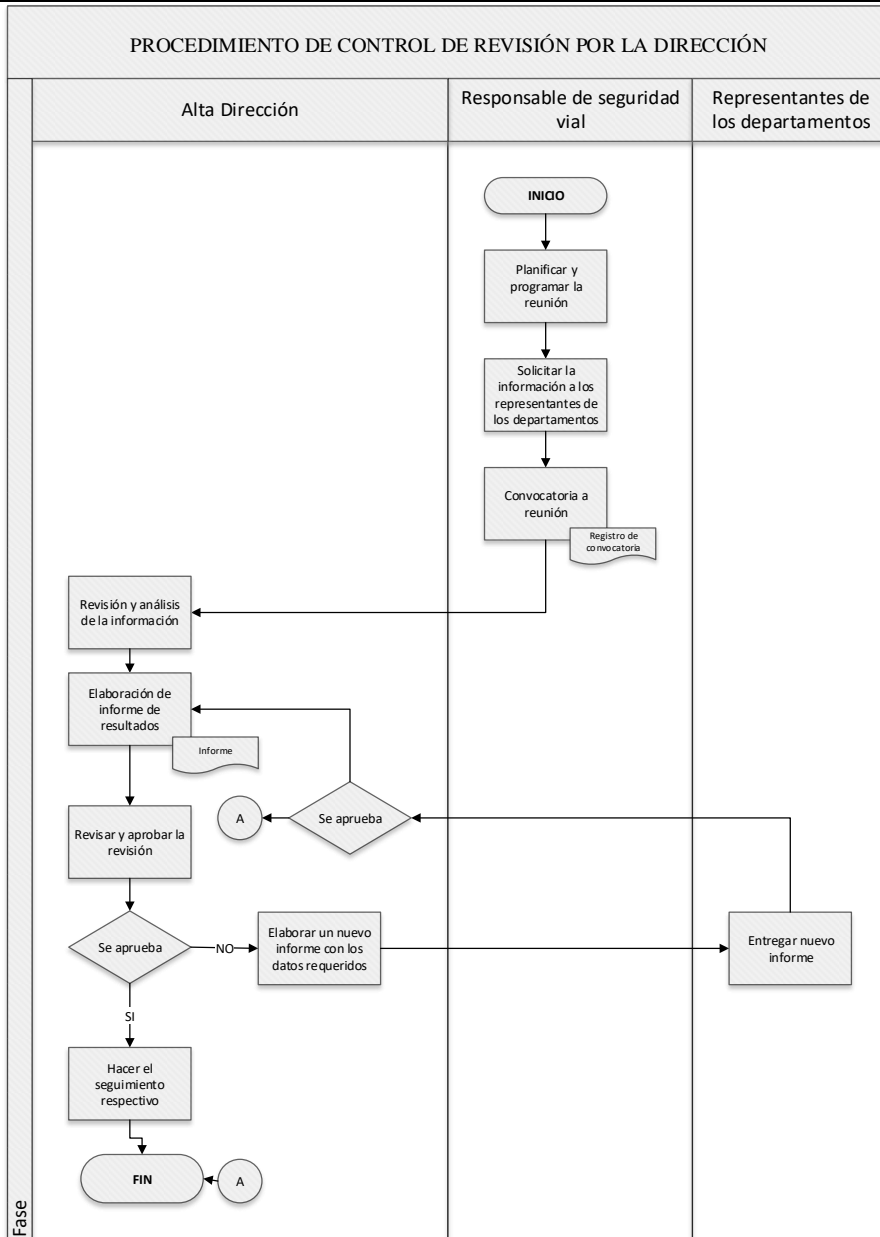 PROCEDIMIENTO DE CONTROL DE REVISIÓN POR LA DIRECCIÓN
Alta Dirección
Responsable de seguridad
vial
Representantes de
los departamentos
INICIO
Planificar y
programar la
reunión
Solicitar la
información a los
representantes de
los departamentos
Convocatoria a
reunión
Registro de
convocatoria
Revisión y análisis
de la información
Elaboración de
informe de
resultados
Informe
A
Se aprueba
Revisar y aprobar la
revisión
Se aprueba
NO
Elaborar un nuevo
informe con los
datos requeridos
Entregar nuevo
informe
SI
Hacer el
seguimiento
respectivo
FIN
A
Fase